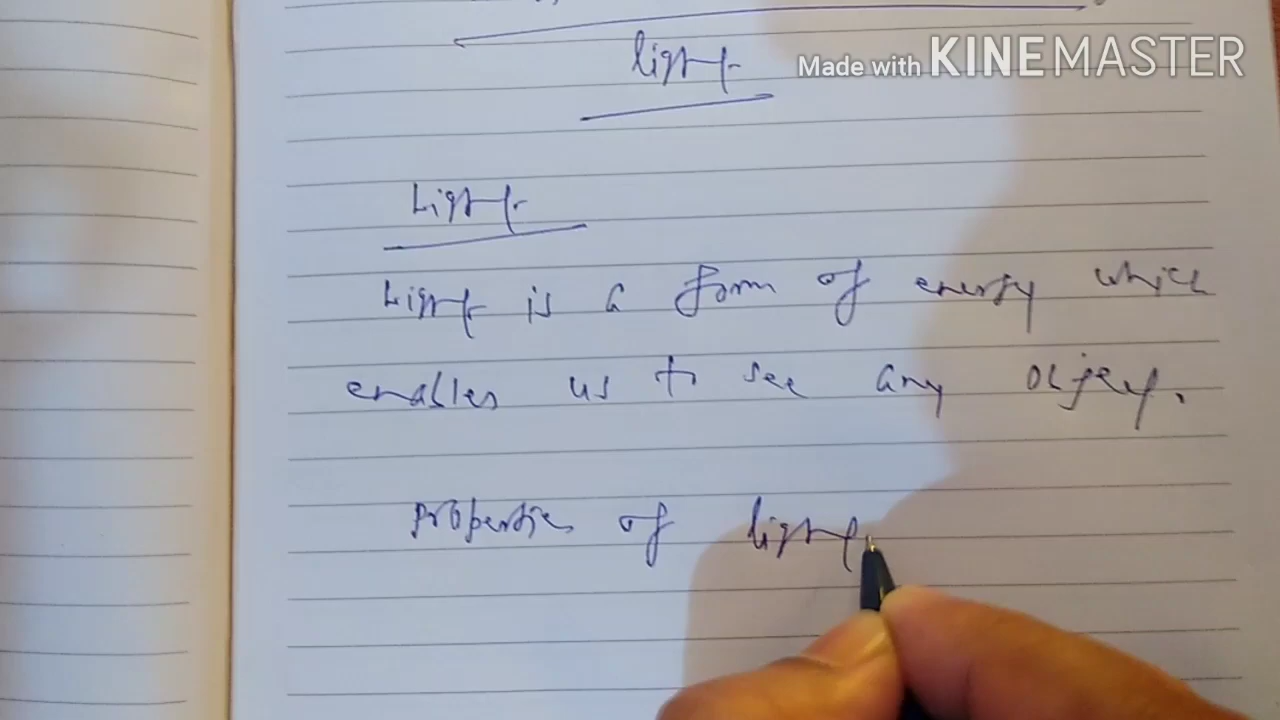 light
Made with KINEMASTER
Light
Light is a form of energy which
enables us to see any object.
Properties of light